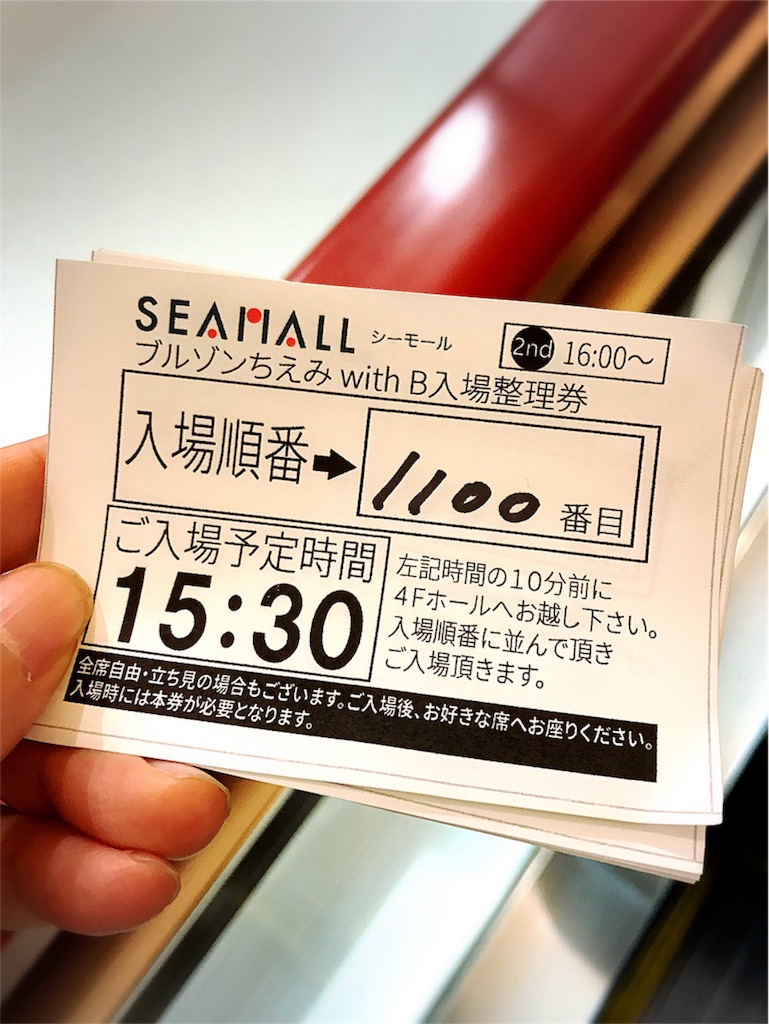 SEAMALL シーモール
2nd 16:00～
ブルゾンちえみ with B入場整理券
入場順番➡ 1100 番目
ご入場予定時間
15:30
左記時間の10分前に
4Fホールへお越し下さい。
入場順番に並んで頂き
ご入場頂きます。
全席自由・立ち見の場合もございます。ご入場後、お好きな席へお座りください。
入場時には本券が必要となります。